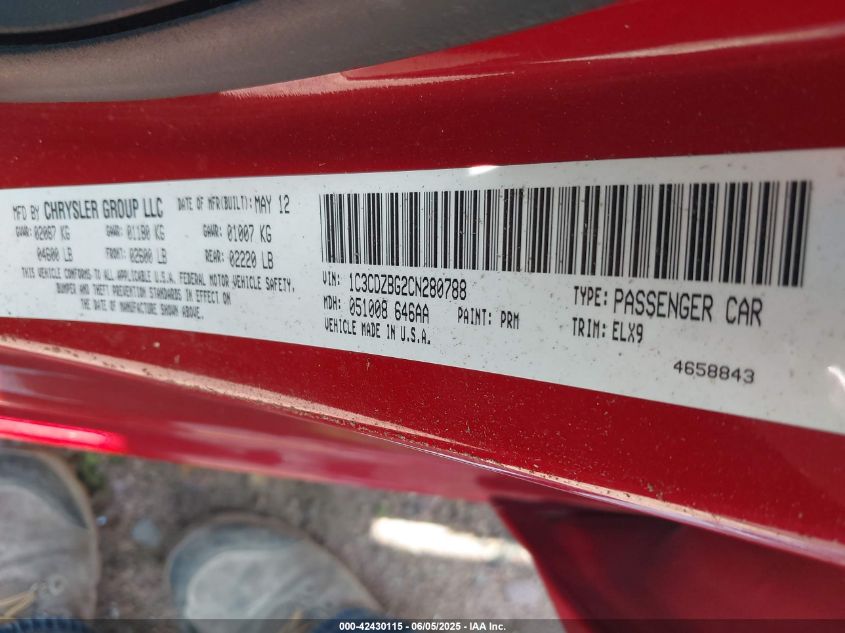 MFD BY CHRYSLER GROUP LLC DATE OF MFR(BUILT): MAY 12
GVWR: 02087 KG GAWR: 01180 KG GAWR: 01007 KG
04600 LB FRONT: 02600 LB REAR: 02220 LB
THIS VEHICLE CONFORMS TO ALL APPLICABLE U.S.A. FEDERAL MOTOR VEHICLE SAFETY,
BUMPER AND THEFT PREVENTION STANDARDS IN EFFECT ON
THE DATE OF MANUFACTURE SHOWN ABOVE.
VIN: 1C3CDZBG2CN280788 TYPE: PASSENGER CAR
MDH: 051008 646AA PAINT: PRM TRIM: ELX9
VEHICLE MADE IN U.S.A.
4658843
000-42430115 - 06/05/2025 - IAA Inc.